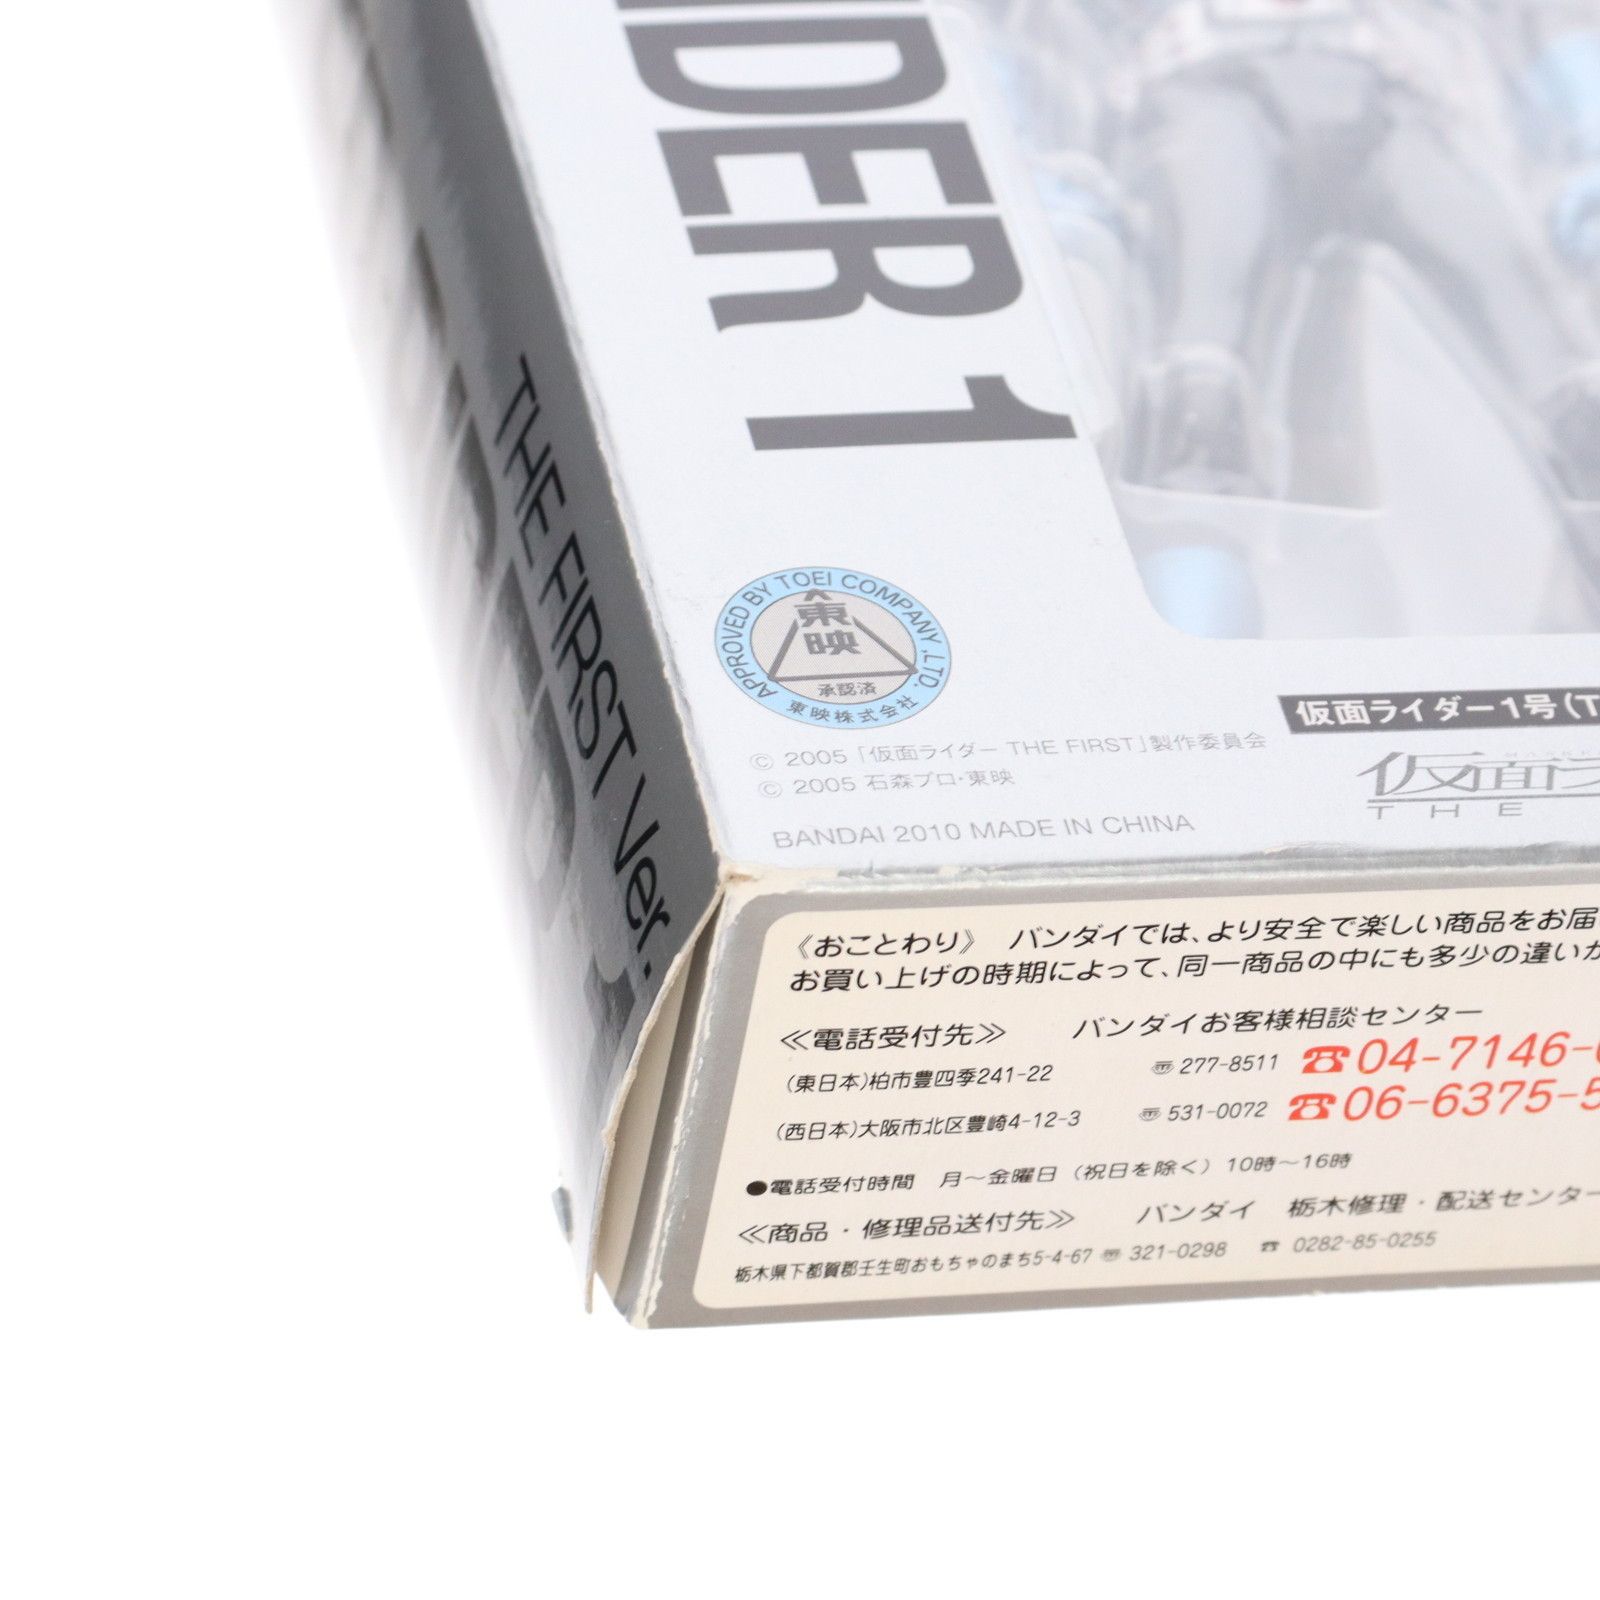 NDER 1
THE FIRST Ver.
APPROVED BY TOEI COMPANY, LTD.
東映
承認済
東映株式会社
© 2005 「仮面ライダー THE FIRST」製作委員会
© 2005 石森プロ・東映
BANDAI 2010 MADE IN CHINA
仮面ライダー1号(T
仮面ラ
THE
《おことわり》 バンダイでは、より安全で楽しい商品をお届
お買い上げの時期によって、同一商品の中にも多少の違いが
≪電話受付先≫ バンダイお客様相談センター
(東日本)柏市豊四季241-22 〠277-8511 ☎04-7146-
(西日本)大阪市北区豊崎4-12-3 〠531-0072 ☎06-6375-5
●電話受付時間 月〜金曜日（祝日を除く）10時〜16時
≪商品・修理品送付先≫ バンダイ 栃木修理・配送センター
栃木県下都賀郡壬生町おもちゃのまち5-4-67 〠 321-0298 ☎ 0282-85-0255